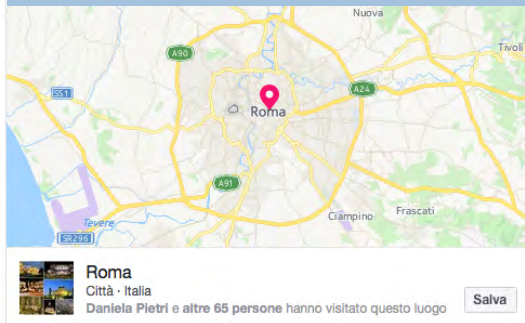 Nuova
Tivoli
A90
SS1
A24
Roma
A91
Ciampino
Frascati
Tevere
SR296
Roma
Città · Italia
Daniela Pietri e altre 65 persone hanno visitato questo luogo
Salva